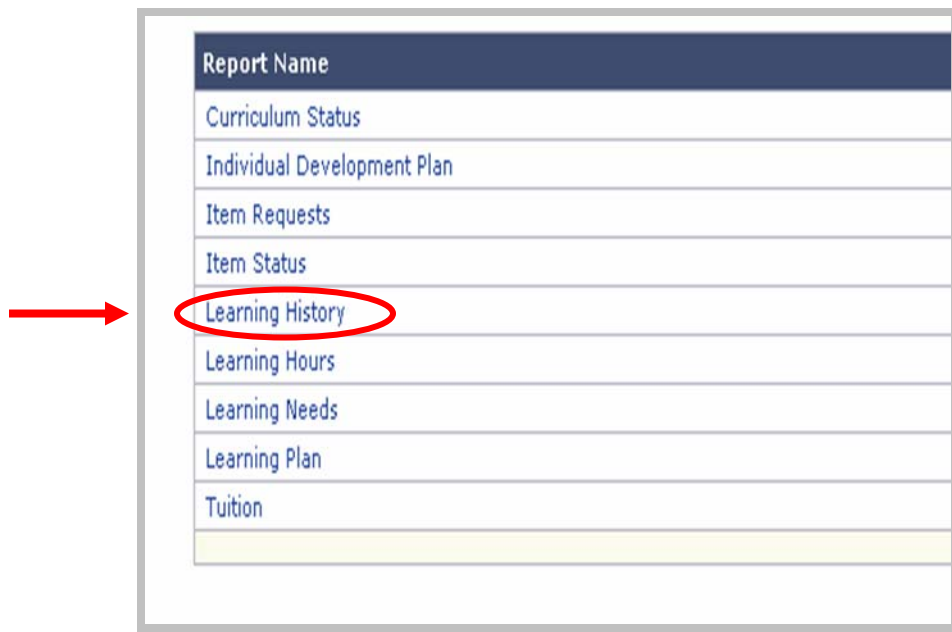 Report Name
Curriculum Status
Individual Development Plan
Item Requests
Item Status
Learning History
Learning Hours
Learning Needs
Learning Plan
Tuition